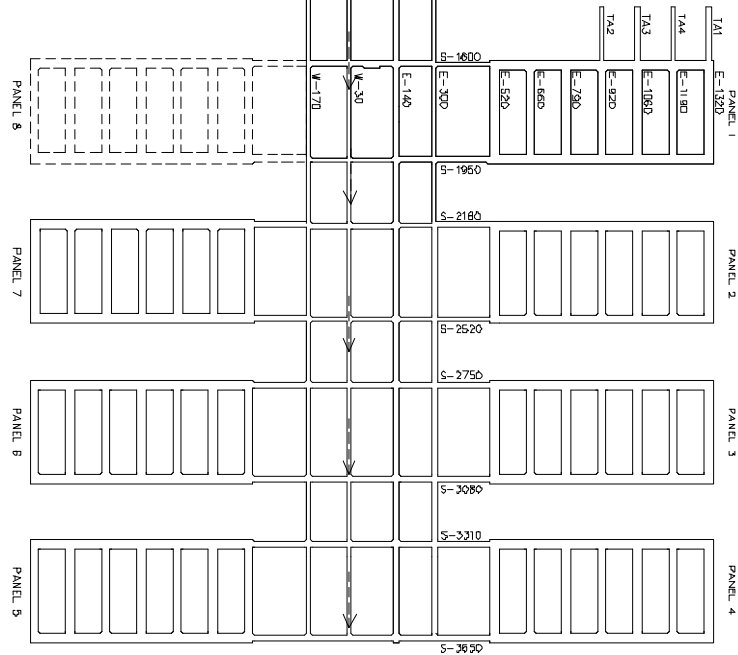 TA2
TA3
TA4
TA1
S-1600
W-170
W-30
E-140
E-300
E-520
E-660
E-790
E-920
E-1060
E-1190
E-1320
PANEL 1
PANEL 8
S-1950
S-2180
PANEL 7
PANEL 2
S-2520
S-2750
PANEL 6
PANEL 3
S-3080
S-3310
PANEL 5
PANEL 4
S-3650